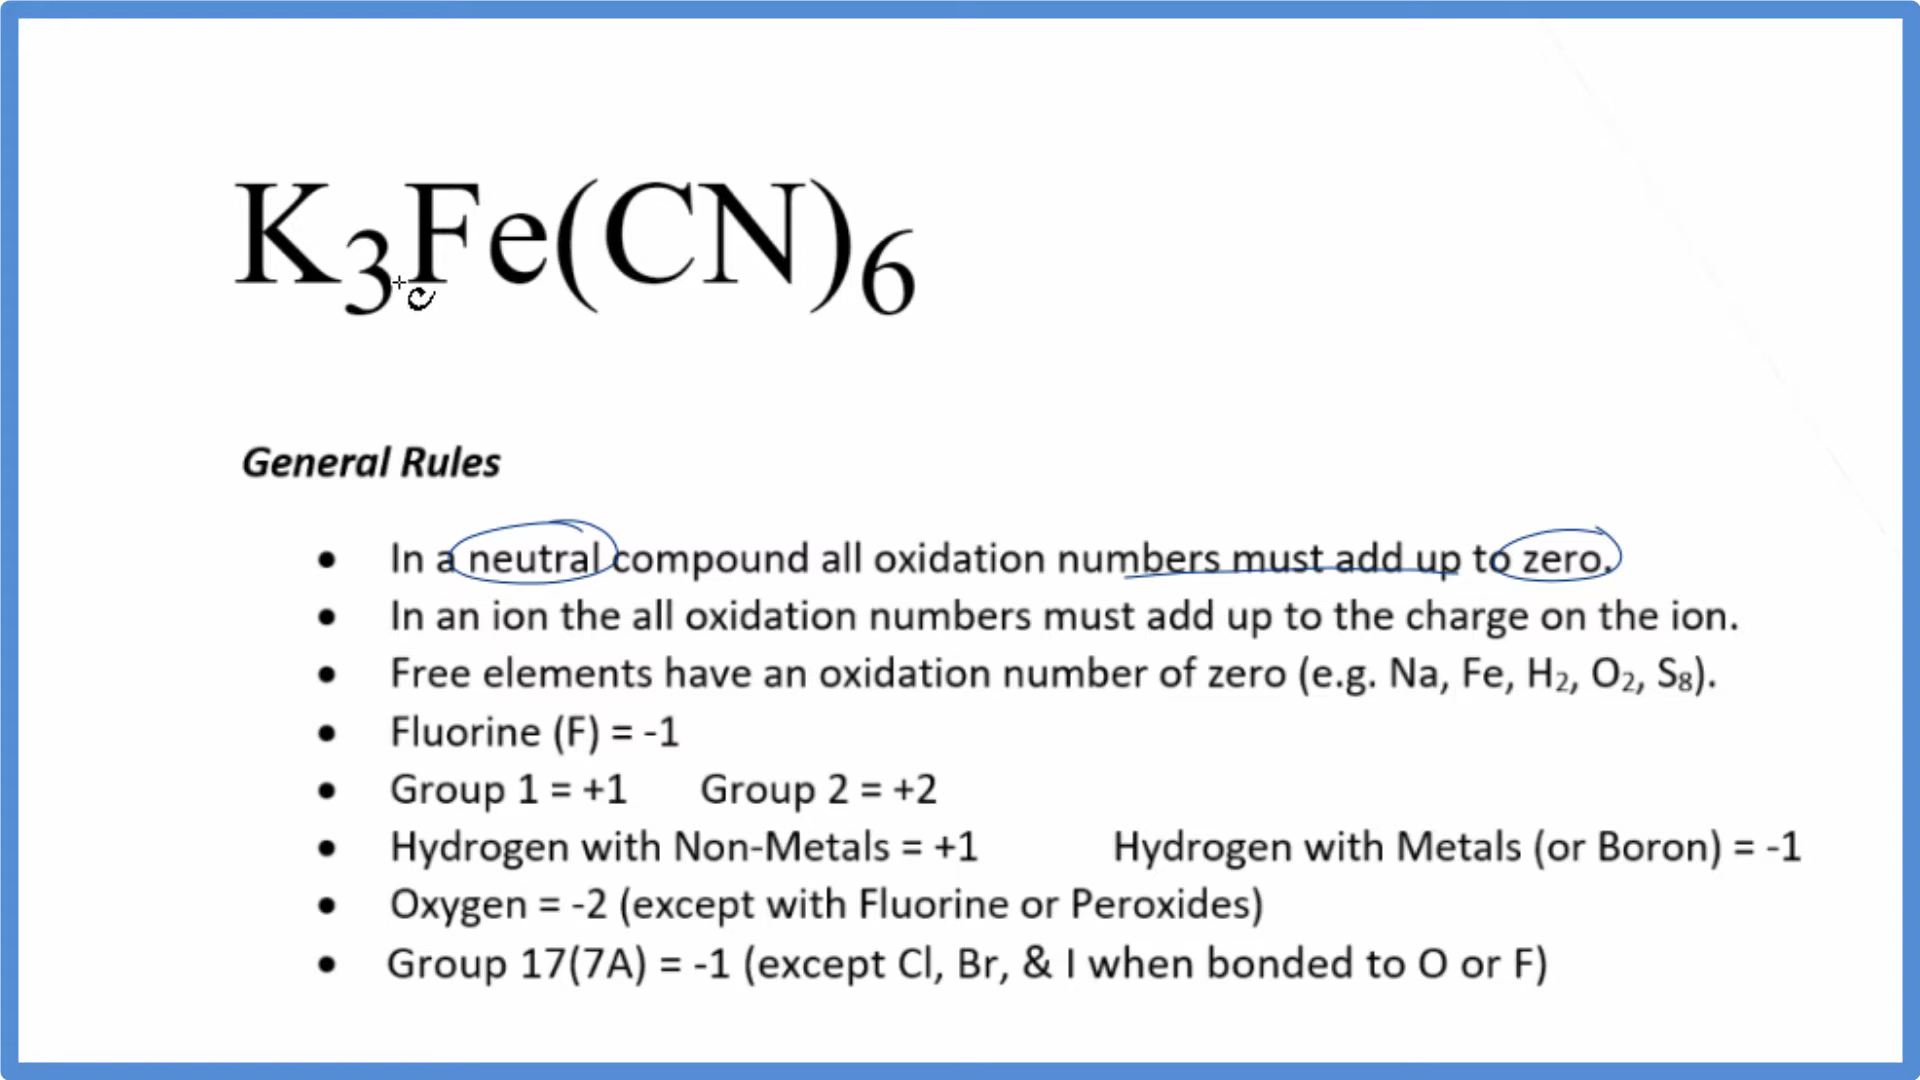 K₃Fe(CN)₆
General Rules
• In a neutral compound all oxidation numbers must add up to zero.
• In an ion the all oxidation numbers must add up to the charge on the ion.
• Free elements have an oxidation number of zero (e.g. Na, Fe, H₂, O₂, S₈).
• Fluorine (F) = -1
• Group 1 = +1 Group 2 = +2
• Hydrogen with Non-Metals = +1 Hydrogen with Metals (or Boron) = -1
• Oxygen = -2 (except with Fluorine or Peroxides)
• Group 17(7A) = -1 (except Cl, Br, & I when bonded to O or F)